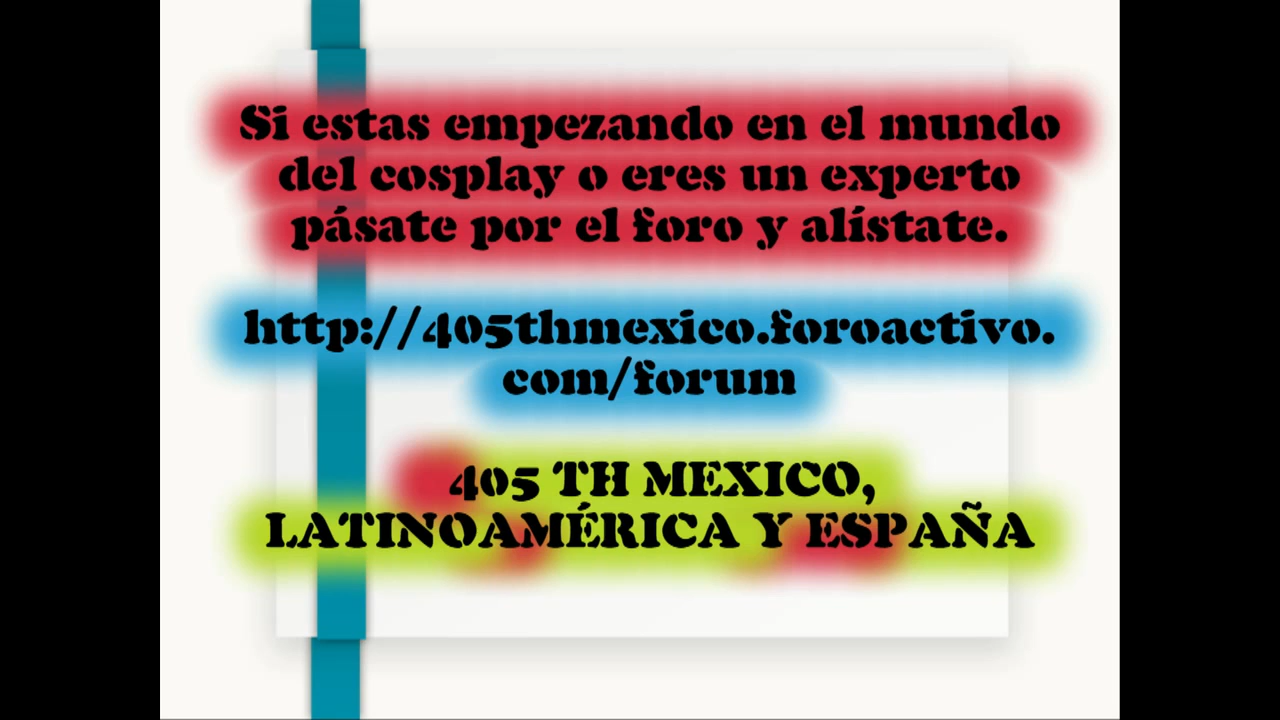 Si estas empezando en el mundo
del cosplay o eres un experto
pásate por el foro y alístate.
http://405thmexico.foroactivo.
com/forum
405 TH MEXICO,
LATINOAMÉRICA Y ESPAÑA